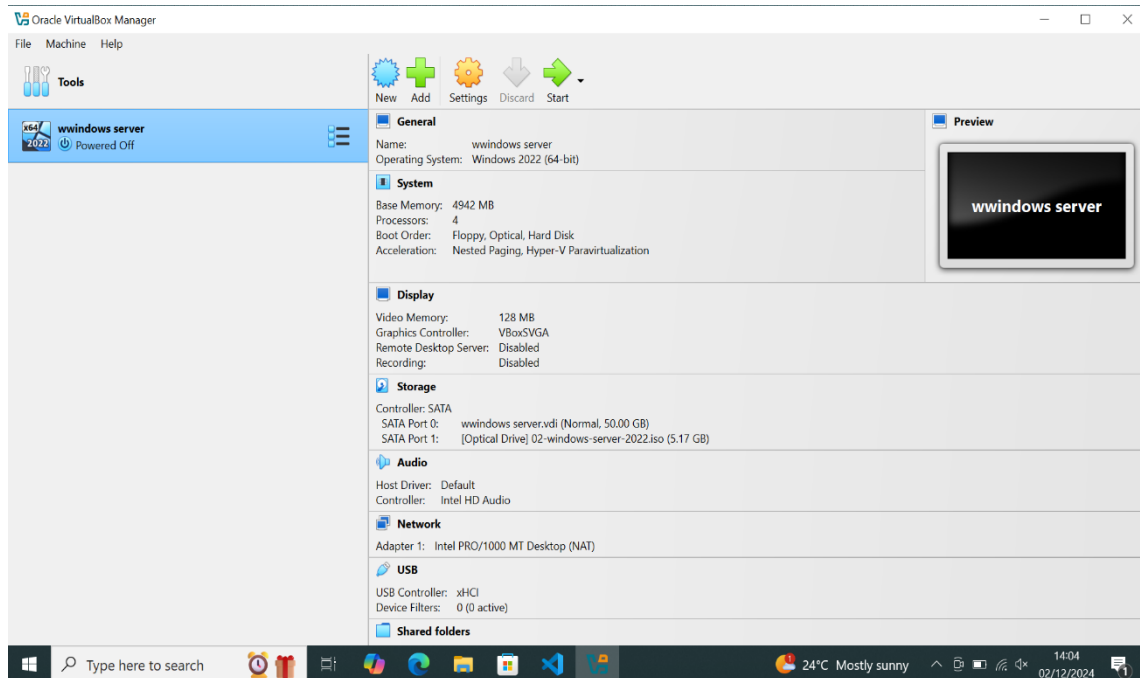 Oracle VirtualBox Manager
File Machine Help
Tools
New Add Settings Discard Start
x64
2022
wwindows server
Powered Off
General
Name: wwindows server
Operating System: Windows 2022 (64-bit)
System
Base Memory: 4942 MB
Processors: 4
Boot Order: Floppy, Optical, Hard Disk
Acceleration: Nested Paging, Hyper-V Paravirtualization
Preview
wwindows server
Display
Video Memory: 128 MB
Graphics Controller: VBoxSVGA
Remote Desktop Server: Disabled
Recording: Disabled
Storage
Controller: SATA
SATA Port 0: wwindows server.vdi (Normal, 50.00 GB)
SATA Port 1: [Optical Drive] 02-windows-server-2022.iso (5.17 GB)
Audio
Host Driver: Default
Controller: Intel HD Audio
Network
Adapter 1: Intel PRO/1000 MT Desktop (NAT)
USB
USB Controller: xHCI
Device Filters: 0 (0 active)
Shared folders
Type here to search
1
24°C Mostly sunny
14:04
02/12/2024
1